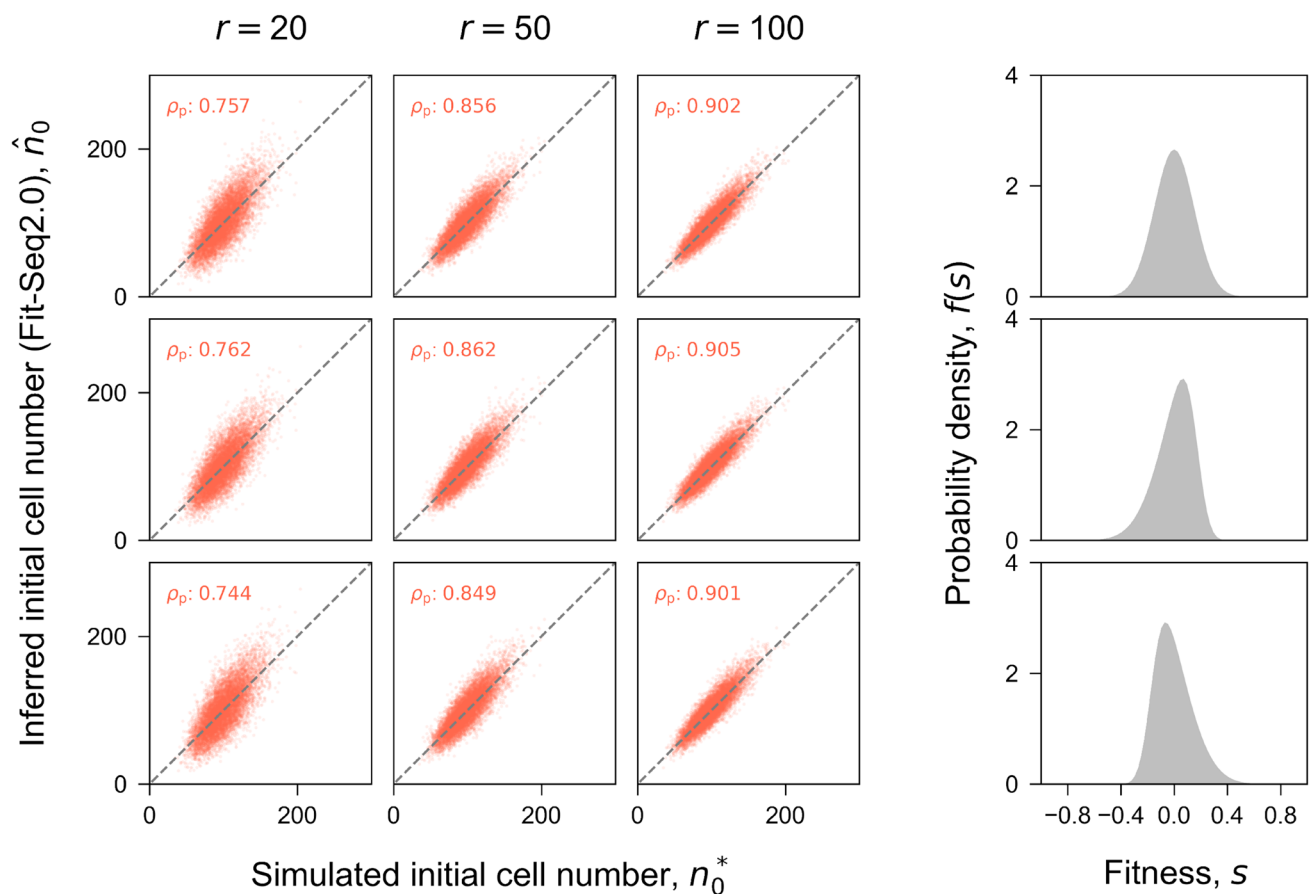 r = 20
r = 50
r = 100
Inferred initial cell number (Fit-Seq2.0), n̂₀
ρₚ: 0.757
ρₚ: 0.856
ρₚ: 0.902
200
0
ρₚ: 0.762
ρₚ: 0.862
ρₚ: 0.905
200
0
ρₚ: 0.744
ρₚ: 0.849
ρₚ: 0.901
200
0
0 200
0 200
0 200
Simulated initial cell number, n₀*
Probability density, f(s)
4
2
0
4
2
0
4
2
0
−0.8 −0.4 0.0 0.4 0.8
Fitness, s